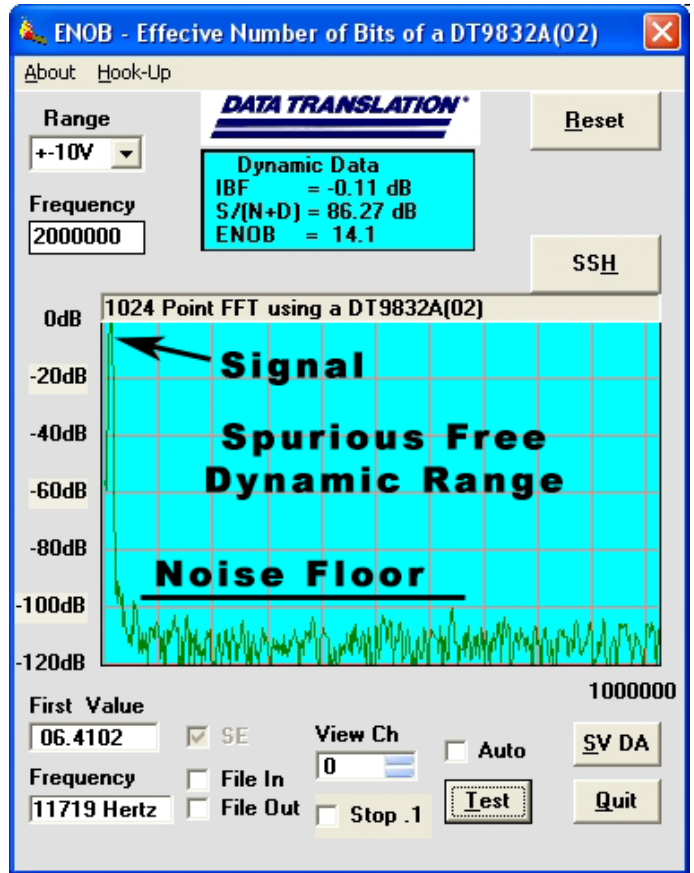 ENOB - Effecive Number of Bits of a DT9832A(02)
About Hook-Up
Range
+-10V
DATA TRANSLATION
Reset
Dynamic Data
IBF = -0.11 dB
S/(N+D) = 86.27 dB
ENOB = 14.1
Frequency
2000000
SSH
1024 Point FFT using a DT9832A(02)
0dB
-20dB
-40dB
-60dB
-80dB
-100dB
-120dB
Signal
Spurious Free
Dynamic Range
Noise Floor
1000000
First Value
06.4102
SE
View Ch
0
Auto
SV DA
Frequency
11719 Hertz
File In
File Out
Stop .1
Test
Quit